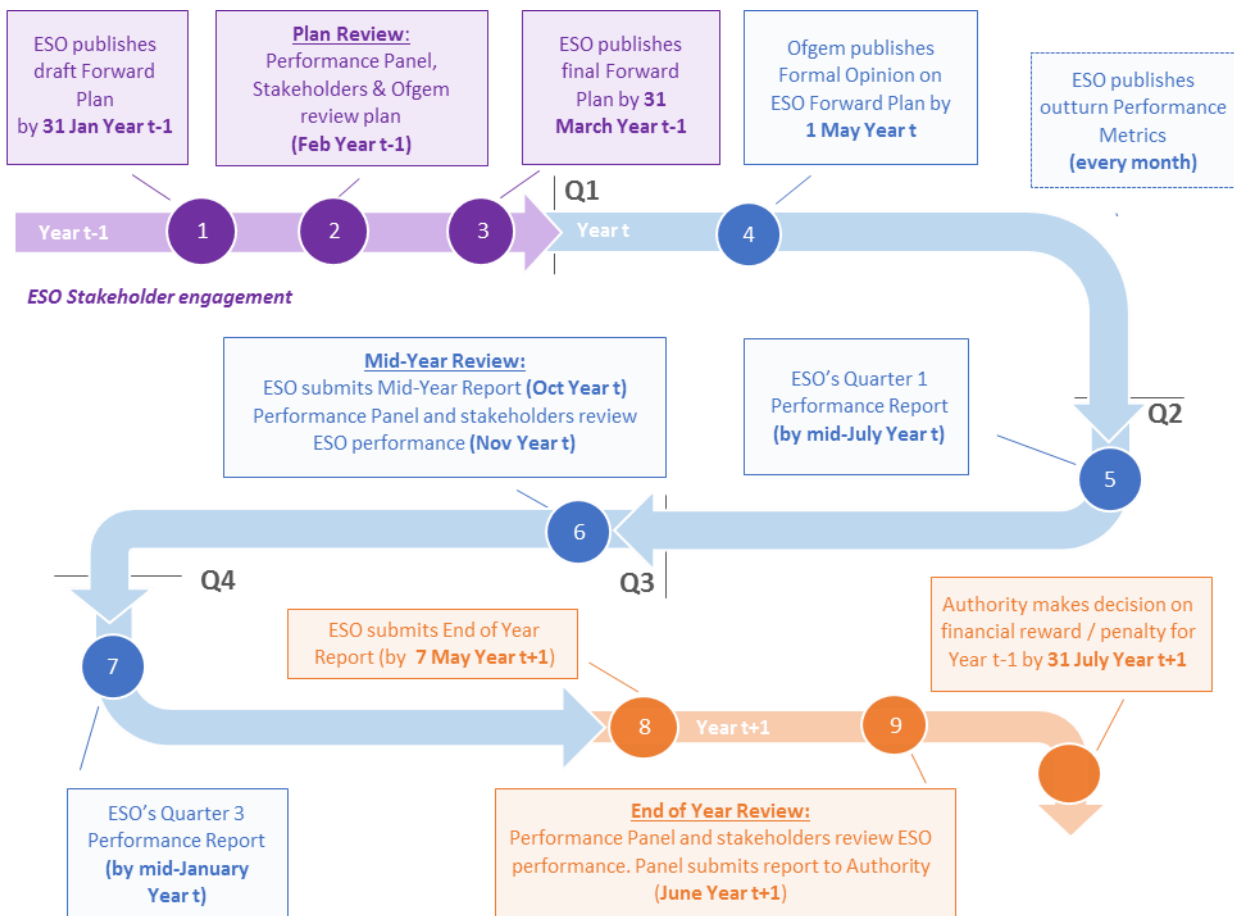 ESO publishes
draft Forward
Plan
by 31 Jan Year t-1
Plan Review:
Performance Panel,
Stakeholders & Ofgem
review plan
(Feb Year t-1)
ESO publishes
final Forward
Plan by 31
March Year t-1
Ofgem publishes
Formal Opinion on
ESO Forward Plan by
1 May Year t
ESO publishes
outturn Performance
Metrics
(every month)
Q1
Year t-1
1
2
3
Year t
4
ESO Stakeholder engagement
Mid-Year Review:
ESO submits Mid-Year Report (Oct Year t)
Performance Panel and stakeholders review
ESO performance (Nov Year t)
ESO's Quarter 1
Performance Report
(by mid-July Year t)
Q2
5
6
Q3
Q4
7
ESO submits End of Year
Report (by 7 May Year t+1)
Authority makes decision on
financial reward / penalty for
Year t-1 by 31 July Year t+1
8
Year t+1
9
ESO's Quarter 3
Performance Report
(by mid-January
Year t)
End of Year Review:
Performance Panel and stakeholders review ESO
performance. Panel submits report to Authority
(June Year t+1)